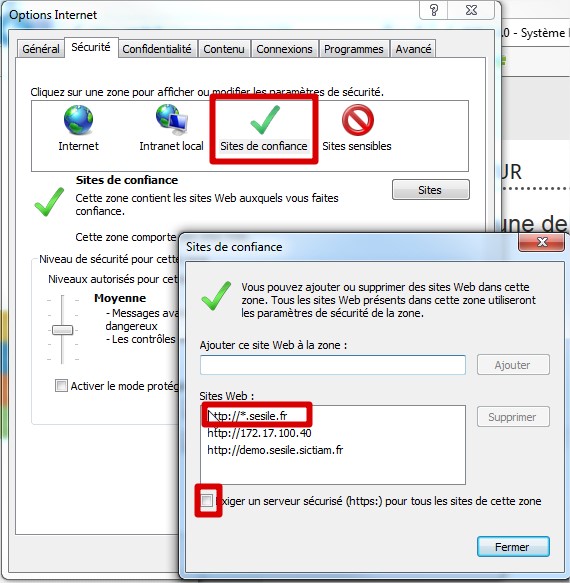 Options Internet
.0 - Système
Général Sécurité Confidentialité Contenu Connexions Programmes Avancé
Cliquez sur une zone pour afficher ou modifier les paramètres de sécurité.
Internet Intranet local Sites de confiance Sites sensibles
UR
Sites de confiance
Sites
Cette zone contient les sites Web auxquels vous faites
confiance.
une de
Cette zone comporte
Niveau de sécurité pour cette
Niveaux autorisés pour cet
Moyenne
- Messages ava
dangereux
- Les contrôles
Activer le mode protég
Sites de confiance
Vous pouvez ajouter ou supprimer des sites Web dans cette
zone. Tous les sites Web présents dans cette zone utiliseront
les paramètres de sécurité de la zone.
Ajouter ce site Web à la zone :
Ajouter
Sites Web :
http://*.sesile.fr
Supprimer
http://172.17.100.40
http://demo.sesile.sictiam.fr
Exiger un serveur sécurisé (https:) pour tous les sites de cette zone
Fermer